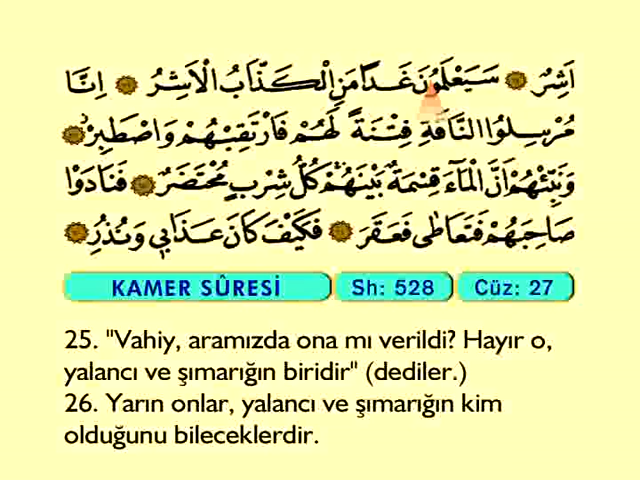 اَشِرٌ ۝ سَيَعْلَمُونَ غَدًا مَنِ الْكَذَّابُ الْاَشِرُ ۝ اِنَّا
مُرْسِلُوا النَّاقَةِ فِتْنَةً لَهُمْ فَارْتَقِبْهُمْ وَاصْطَبِرْ ۝
وَنَبِّئْهُمْ اَنَّ الْمَٓاءَ قِسْمَةٌ بَيْنَهُمْ كُلُّ شِرْبٍ مُحْتَضَرٌ ۝ فَنَادَوْا
صَاحِبَهُمْ فَتَعَاطٰى فَعَقَرَ ۝ فَكَيْفَ كَانَ عَذَابٖي وَنُذُرِ ۝
KAMER SÛRESİ Sh: 528 Cüz: 27
25. "Vahiy, aramızda ona mı verildi? Hayır o,
yalancı ve şımarığın biridir" (dediler.)
26. Yarın onlar, yalancı ve şımarığın kim
olduğunu bileceklerdir.